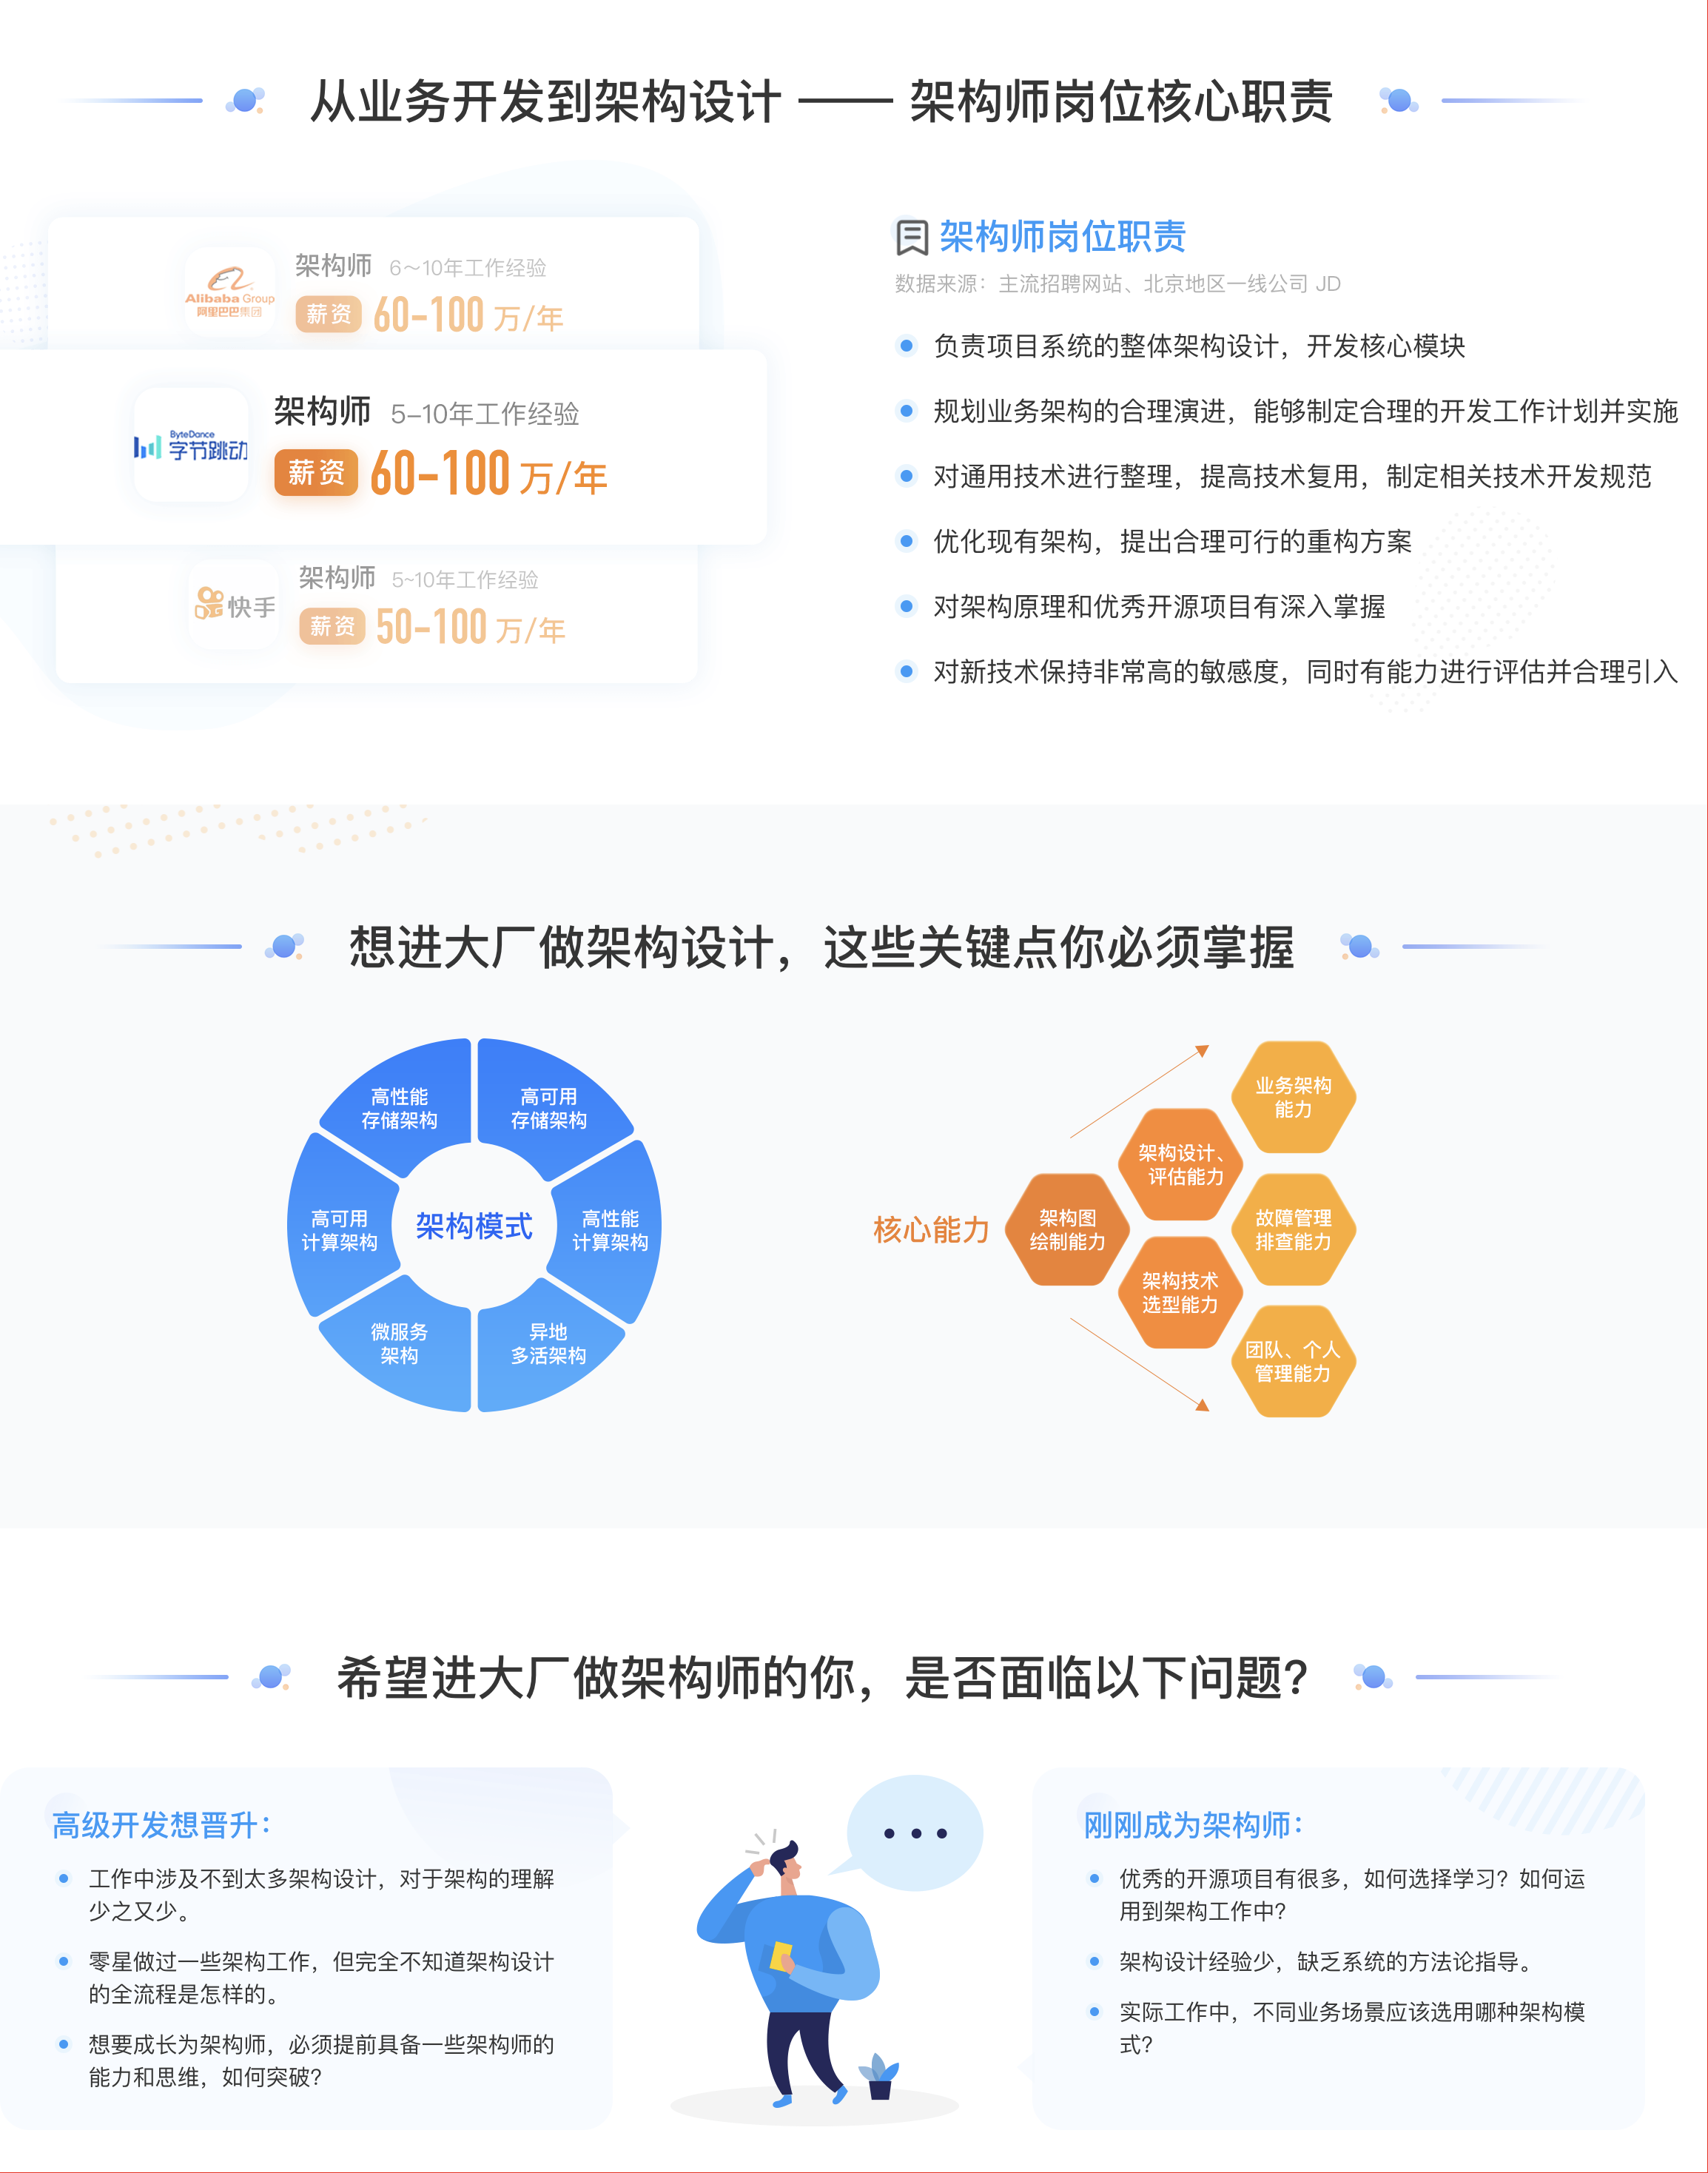 从业务开发到架构设计 —— 架构师岗位核心职责
Alibaba Group
阿里巴巴集团
架构师 6～10年工作经验
薪资 60-100 万/年
ByteDance
字节跳动
架构师 5-10年工作经验
薪资 60-100 万/年
快手
架构师 5~10年工作经验
薪资 50-100 万/年
架构师岗位职责
数据来源：主流招聘网站、北京地区一线公司 JD
负责项目系统的整体架构设计，开发核心模块
规划业务架构的合理演进，能够制定合理的开发工作计划并实施
对通用技术进行整理，提高技术复用，制定相关技术开发规范
优化现有架构，提出合理可行的重构方案
对架构原理和优秀开源项目有深入掌握
对新技术保持非常高的敏感度，同时有能力进行评估并合理引入
想进大厂做架构设计，这些关键点你必须掌握
高性能
存储架构
高可用
存储架构
高可用
计算架构
架构模式
高性能
计算架构
微服务
架构
异地
多活架构
核心能力
架构图
绘制能力
架构设计、
评估能力
架构技术
选型能力
业务架构
能力
故障管理
排查能力
团队、个人
管理能力
希望进大厂做架构师的你，是否面临以下问题?
高级开发想晋升：
工作中涉及不到太多架构设计，对于架构的理解
少之又少。
零星做过一些架构工作，但完全不知道架构设计
的全流程是怎样的。
想要成长为架构师，必须提前具备一些架构师的
能力和思维，如何突破?
刚刚成为架构师：
优秀的开源项目有很多，如何选择学习？如何运
用到架构工作中?
架构设计经验少，缺乏系统的方法论指导。
实际工作中，不同业务场景应该选用哪种架构模
式?